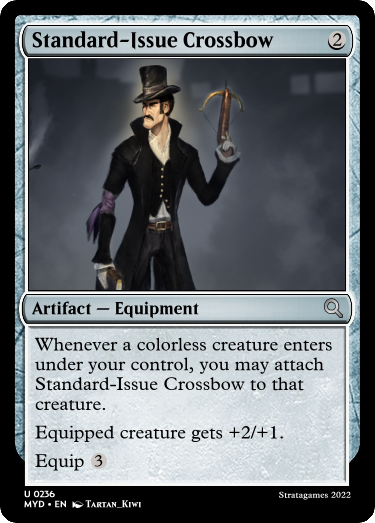 Standard-Issue Crossbow 2
Artifact — Equipment
Whenever a colorless creature enters
under your control, you may attach
Standard-Issue Crossbow to that
creature.
Equipped creature gets +2/+1.
Equip 3
U 0236
MYD • EN Tartan_Kiwi
Stratagames 2022